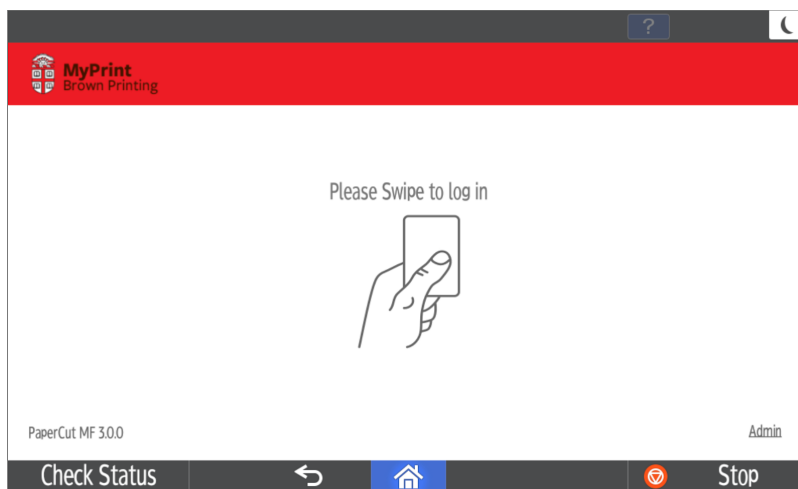 ?
MyPrint
Brown Printing
Please Swipe to log in
PaperCut MF 3.0.0
Admin
Check Status
Stop